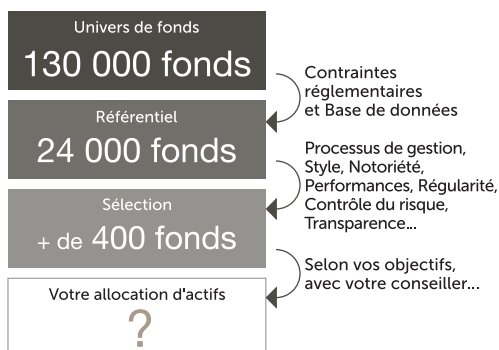 Univers de fonds
130 000 fonds
Contraintes
réglementaires
et Base de données
Référentiel
24 000 fonds
Processus de gestion,
Style, Notoriété,
Performances, Régularité,
Contrôle du risque,
Transparence...
Sélection
+ de 400 fonds
Selon vos objectifs,
avec votre conseiller...
Votre allocation d'actifs
?